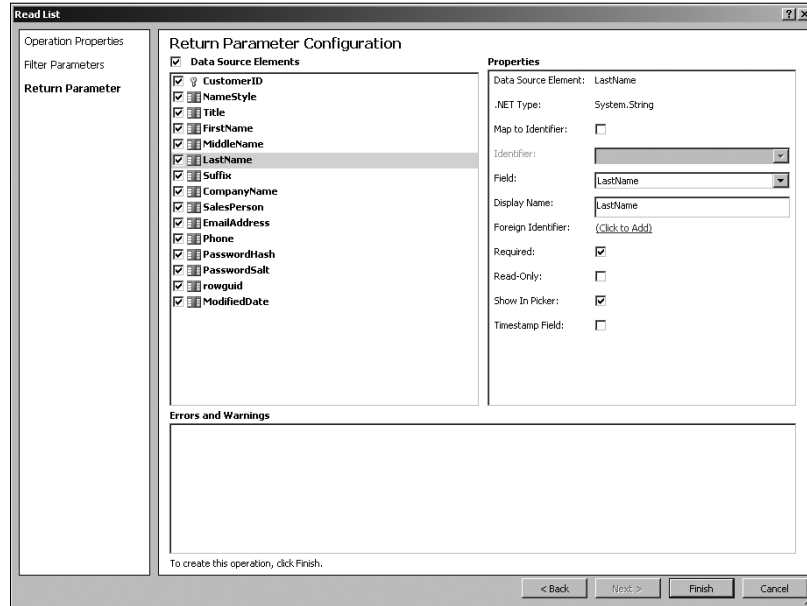 Read List
Operation Properties
Filter Parameters
Return Parameter
Return Parameter Configuration
Data Source Elements
CustomerID
NameStyle
Title
FirstName
MiddleName
LastName
Suffix
CompanyName
SalesPerson
EmailAddress
Phone
PasswordHash
PasswordSalt
rowguid
ModifiedDate
Properties
Data Source Element: LastName
.NET Type: System.String
Map to Identifier:
Identifier:
Field: LastName
Display Name: LastName
Foreign Identifier: (Click to Add)
Required:
Read-Only:
Show In Picker:
Timestamp Field:
Errors and Warnings
To create this operation, click Finish.
< Back Next > Finish Cancel